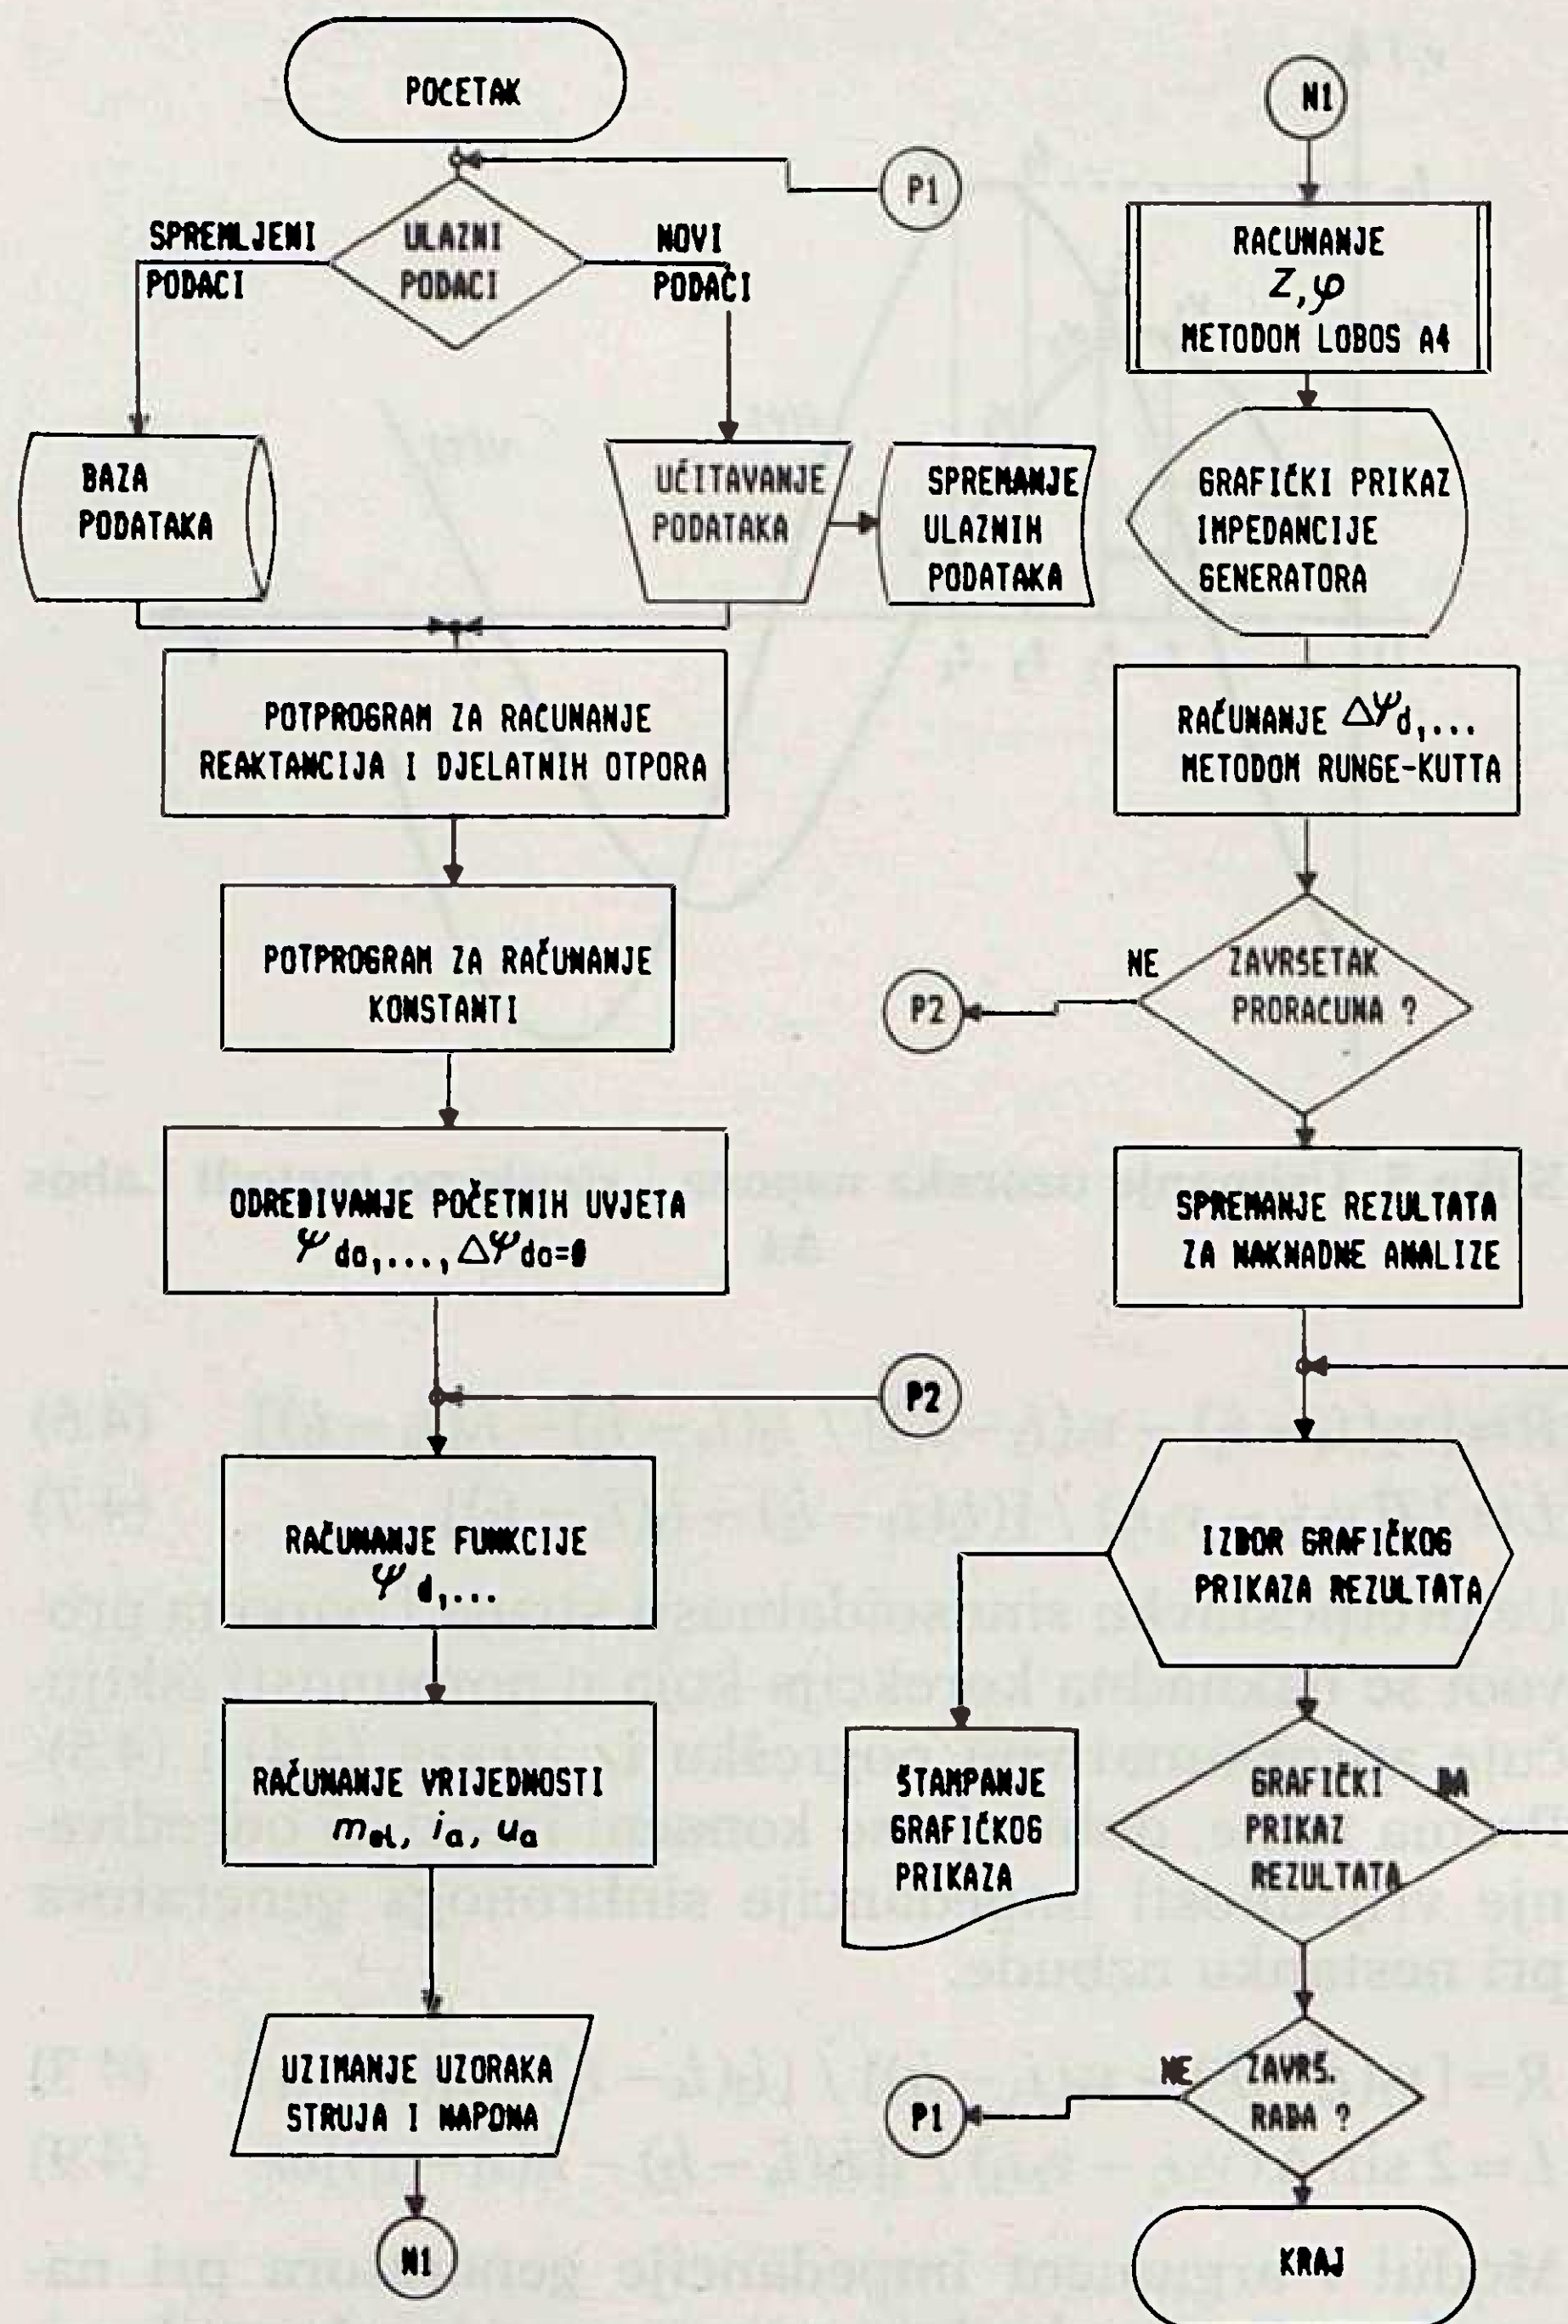 POCETAK
P1
SPREMLJENI
PODACI
ULAZNI
PODACI
NOVI
PODACI
BAZA
PODATAKA
UČITAVANJE
PODATAKA
SPREMANJE
ULAZNIH
PODATAKA
POTPROGRAM ZA RACUNANJE
REAKTANCIJA I DJELATNIH OTPORA
POTPROGRAM ZA RAČUNANJE
KONSTANTI
ODREĐIVANJE POČETNIH UVJETA
Ψdo,..., ΔΨdo=0
P2
RAČUNANJE FUNKCIJE
Ψd,...
RAČUNANJE VRIJEDNOSTI
mel, ia, ua
UZIMANJE UZORAKA
STRUJA I NAPONA
N1
N1
RACUNANJE
Z, φ
METODOM LOBOS A4
GRAFIČKI PRIKAZ
IMPEDANCIJE
GENERATORA
RAČUNANJE ΔΨd,...
METODOM RUNGE-KUTTA
NE
ZAVRSETAK
PRORACUNA ?
P2
SPREMANJE REZULTATA
ZA NAKNADNE ANALIZE
IZBOR GRAFIČKOG
PRIKAZA REZULTATA
ŠTAMPANJE
GRAFIČKOG
PRIKAZA
GRAFIČKI
PRIKAZ
REZULTATA
DA
NE
ZAVRŠ.
RADA ?
P1
KRAJ